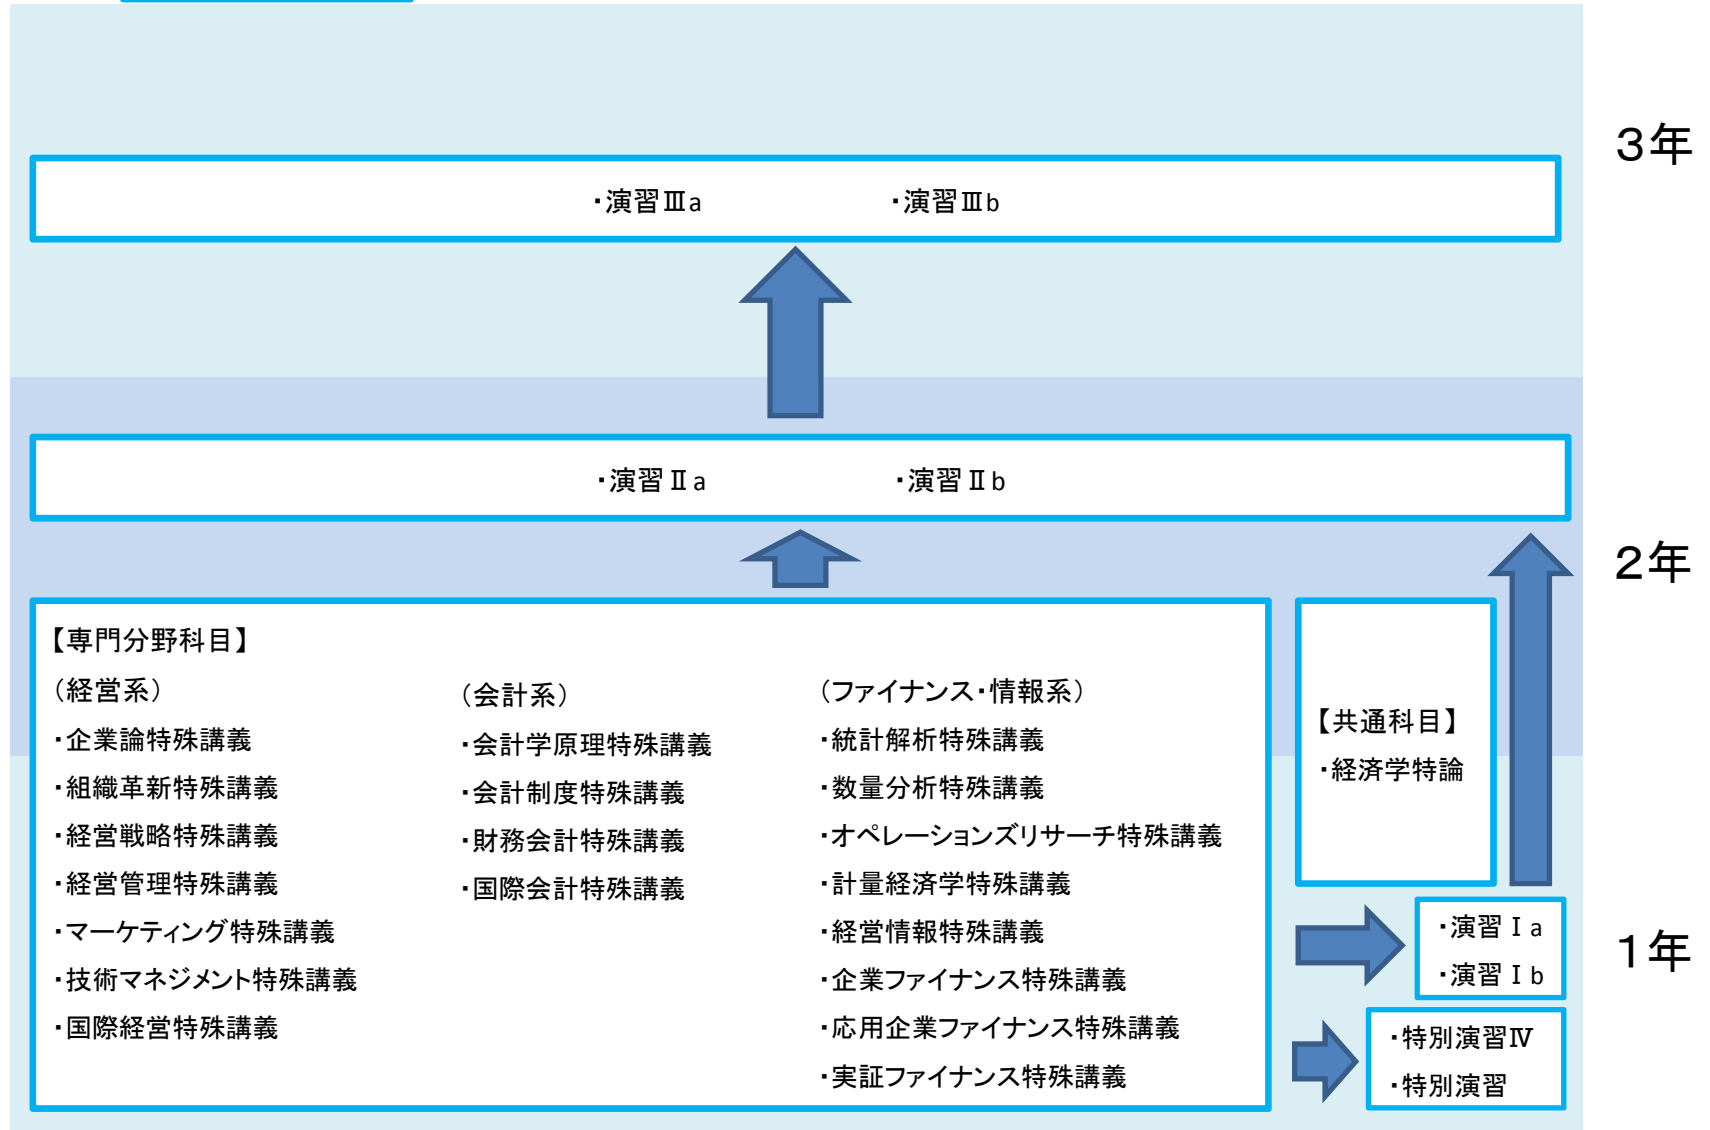 3年
・演習Ⅲa
・演習Ⅲb
・演習Ⅱa
・演習Ⅱb
2年
【専門分野科目】
(経営系)
・企業論特殊講義
・組織革新特殊講義
・経営戦略特殊講義
・経営管理特殊講義
・マーケティング特殊講義
・技術マネジメント特殊講義
・国際経営特殊講義
(会計系)
・会計学原理特殊講義
・会計制度特殊講義
・財務会計特殊講義
・国際会計特殊講義
(ファイナンス・情報系)
・統計解析特殊講義
・数量分析特殊講義
・オペレーションズリサーチ特殊講義
・計量経済学特殊講義
・経営情報特殊講義
・企業ファイナンス特殊講義
・応用企業ファイナンス特殊講義
・実証ファイナンス特殊講義
【共通科目】
・経済学特論
・演習Ⅰa
・演習Ⅰb
1年
・特別演習Ⅳ
・特別演習